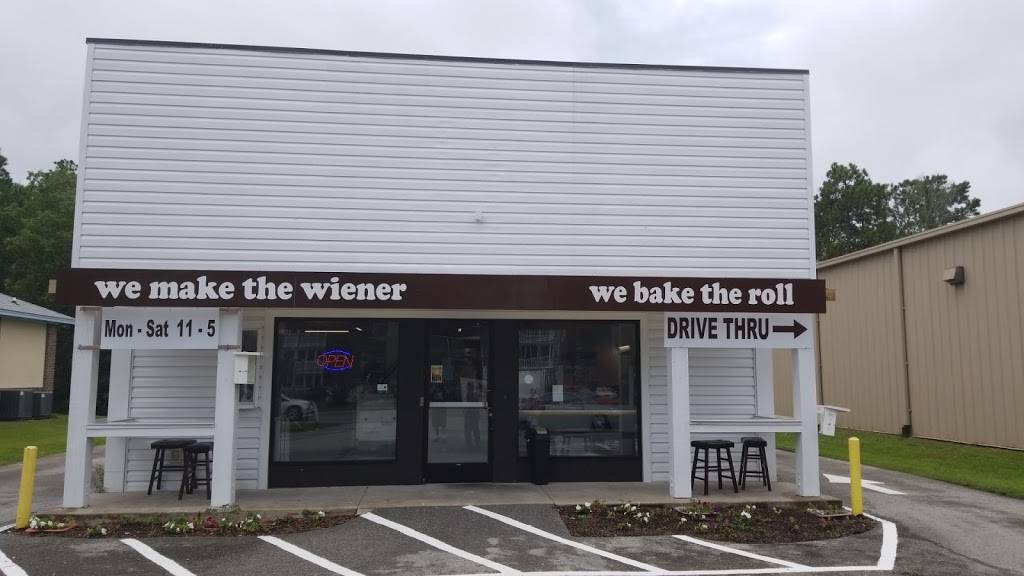 we make the wiener
we bake the roll
Mon - Sat 11 - 5
DRIVE THRU
OPEN